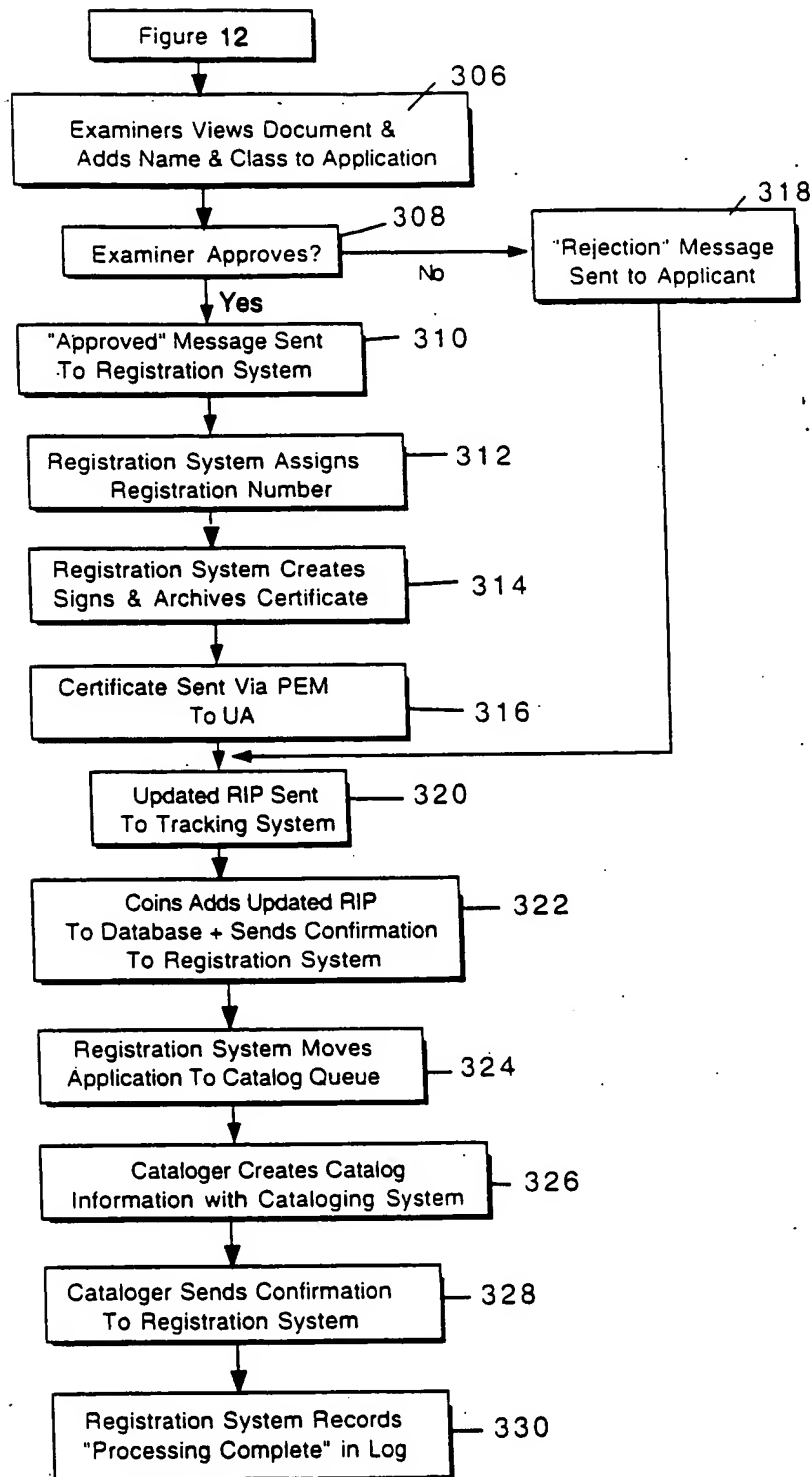 Figure 12
306
Examiners Views Document &
Adds Name & Class to Application
308
Examiner Approves?
No
318
"Rejection" Message
Sent to Applicant
Yes
"Approved" Message Sent
To Registration System
310
Registration System Assigns
Registration Number
312
Registration System Creates
Signs & Archives Certificate
314
Certificate Sent Via PEM
To UA
316
Updated RIP Sent
To Tracking System
320
Coins Adds Updated RIP
To Database + Sends Confirmation
To Registration System
322
Registration System Moves
Application To Catalog Queue
324
Cataloger Creates Catalog
Information with Cataloging System
326
Cataloger Sends Confirmation
To Registration System
328
Registration System Records
"Processing Complete" in Log
330